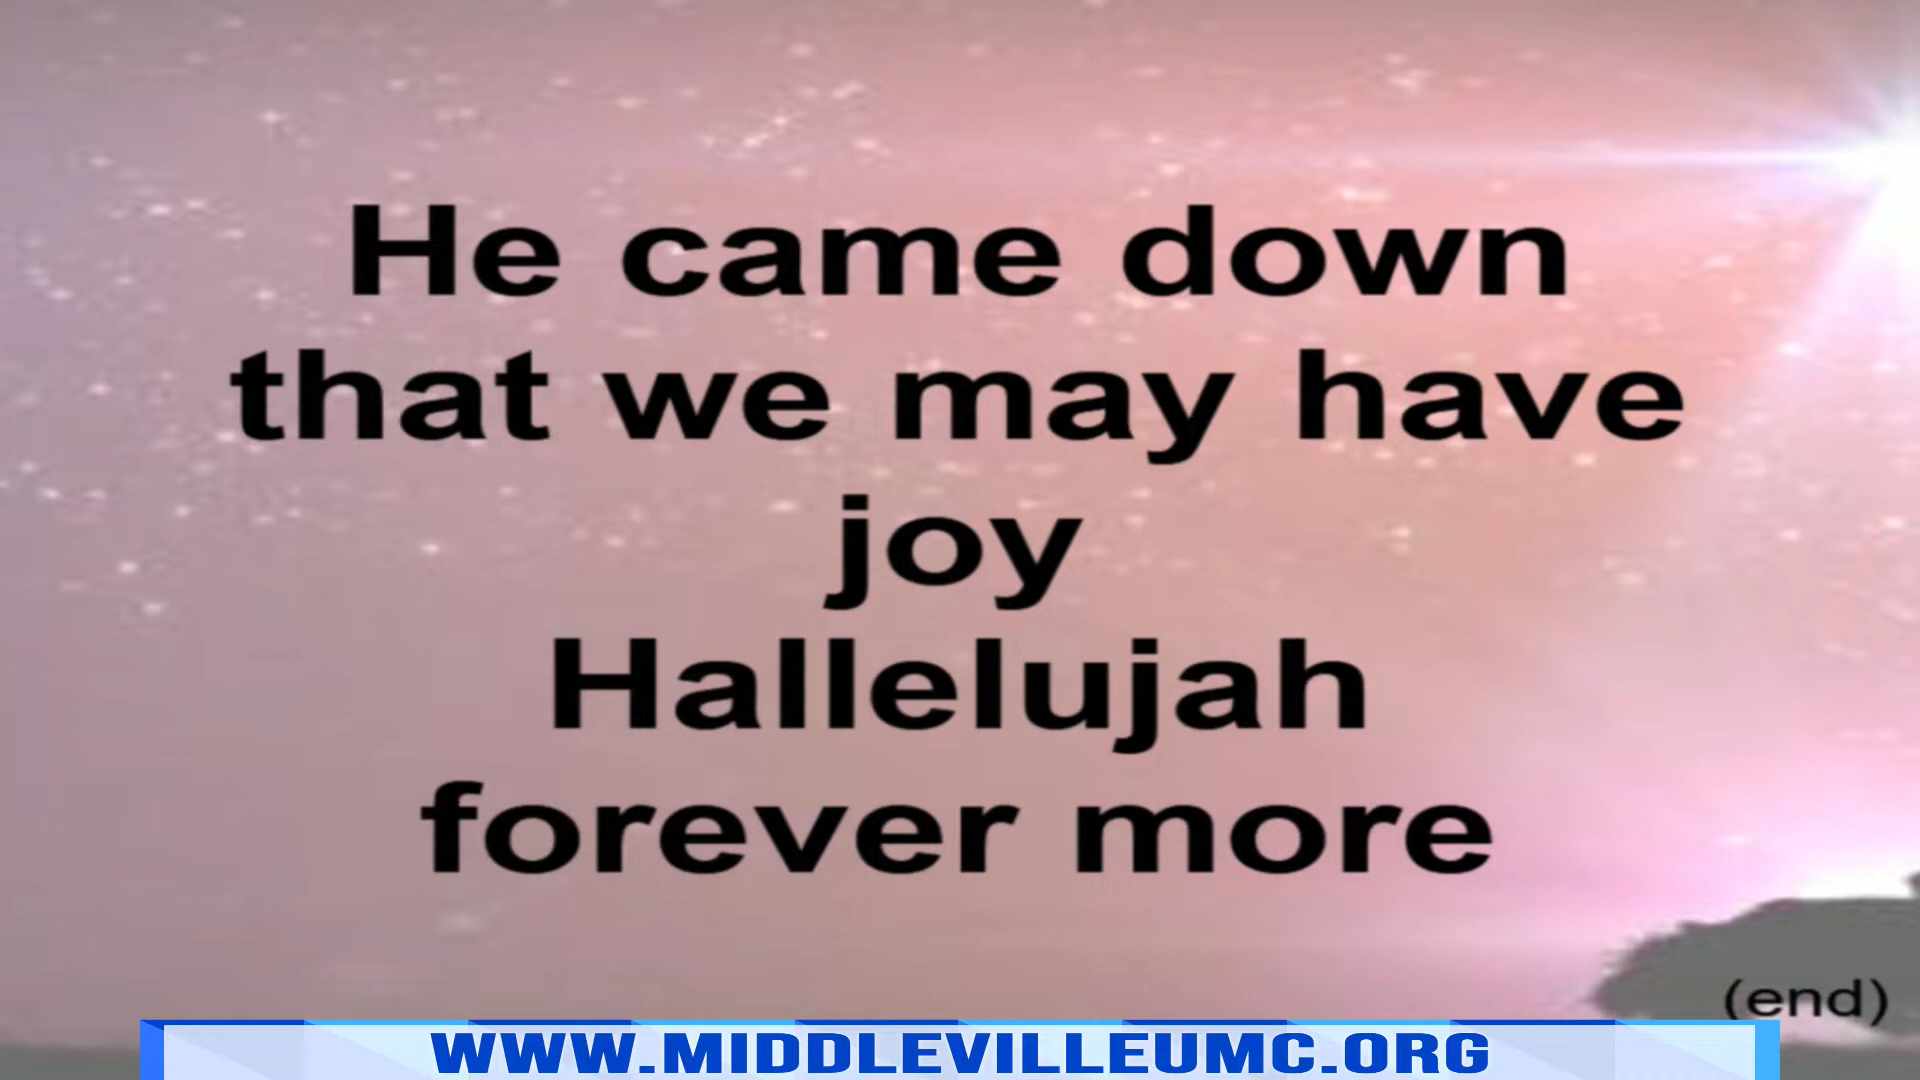 He came down
that we may have
joy
Hallelujah
forever more
(end)
WWW.MIDDLEVILLEUMC.ORG